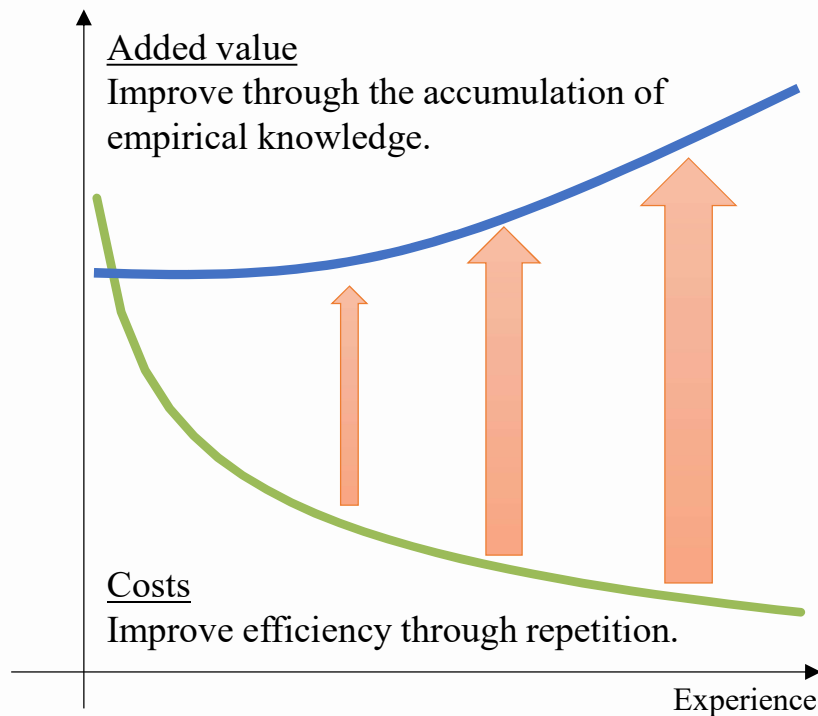 Added value
Improve through the accumulation of
empirical knowledge.
Costs
Improve efficiency through repetition.
Experience